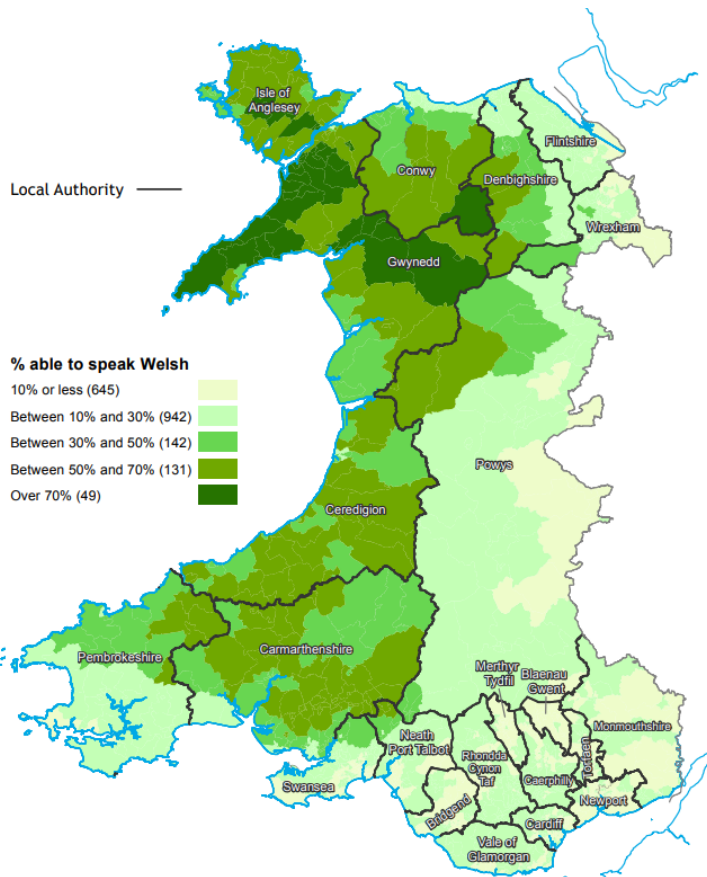 Isle of
Anglesey
Flintshire
Conwy
Denbighshire
Local Authority
Wrexham
Gwynedd
% able to speak Welsh
10% or less (645)
Between 10% and 30% (942)
Between 30% and 50% (142)
Between 50% and 70% (131)
Over 70% (49)
Powys
Ceredigion
Carmarthenshire
Pembrokeshire
Merthyr
Tydfil
Blaenau
Gwent
Monmouthshire
Neath
Port Talbot
Rhondda
Cynon
Taf
Torfaen
Caerphilly
Swansea
Bridgend
Newport
Cardiff
Vale of
Glamorgan